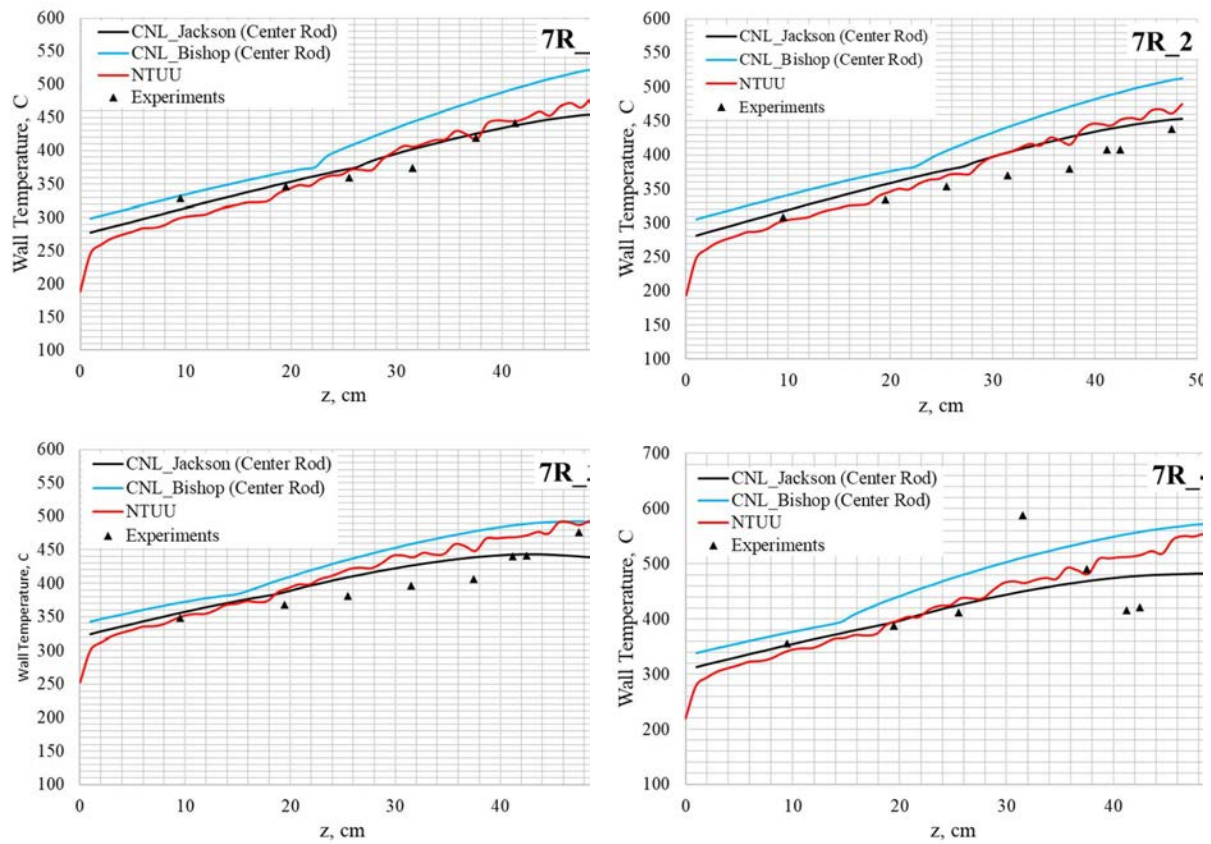 600
550
500
450
400
350
300
250
200
150
100
Wall Temperature, C
CNL_Jackson (Center Rod)
CNL_Bishop (Center Rod)
NTUU
Experiments
7R_
0 10 20 30 40
z, cm
600
550
500
450
400
350
300
250
200
150
100
Wall Temperature, C
CNL_Jackson (Center Rod)
CNL_Bishop (Center Rod)
NTUU
Experiments
7R_2
0 10 20 30 40 50
z, cm
600
550
500
450
400
350
300
250
200
150
100
Wall Temperature, C
CNL_Jackson (Center Rod)
CNL_Bishop (Center Rod)
NTUU
Experiments
7R_
0 10 20 30 40
z, cm
700
600
500
400
300
200
100
Wall Temperature, C
CNL_Jackson (Center Rod)
CNL_Bishop (Center Rod)
NTUU
Experiments
7R_
0 10 20 30 40
z, cm